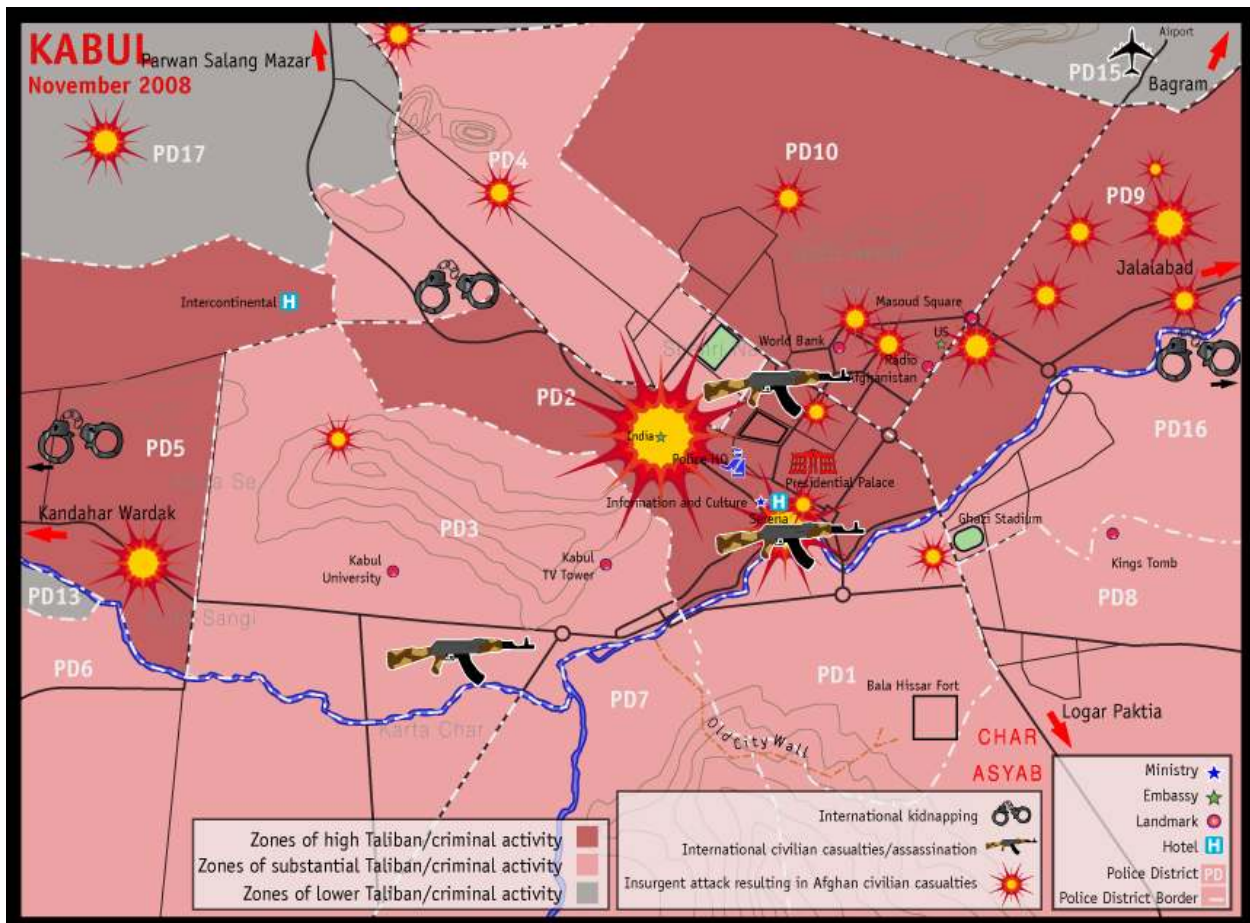 KABUL
November 2008
Parwan Salang Mazar
Airport
PD15
Bagram
PD17
PD4
PD10
PD9
Jalalabad
Intercontinental
H
Masoud Square
US
World Bank
Radio
Afghanistan
PD2
PD16
PD5
India
Police HQ
Presidential Palace
Information and Culture
H
Serena
Kandahar Wardak
PD3
Ghazi Stadium
Kabul
University
Kabul
TV Tower
Kings Tomb
PD13
Sangi
PD8
PD6
PD7
PD1
Bala Hissar Fort
Karta Char
Old City Wall
Logar Paktia
CHAR
ASYAB
Zones of high Taliban/criminal activity
Zones of substantial Taliban/criminal activity
Zones of lower Taliban/criminal activity
International kidnapping
International civilian casualties/assassination
Insurgent attack resulting in Afghan civilian casualties
Ministry
Embassy
Landmark
Hotel H
Police District PD
Police District Border